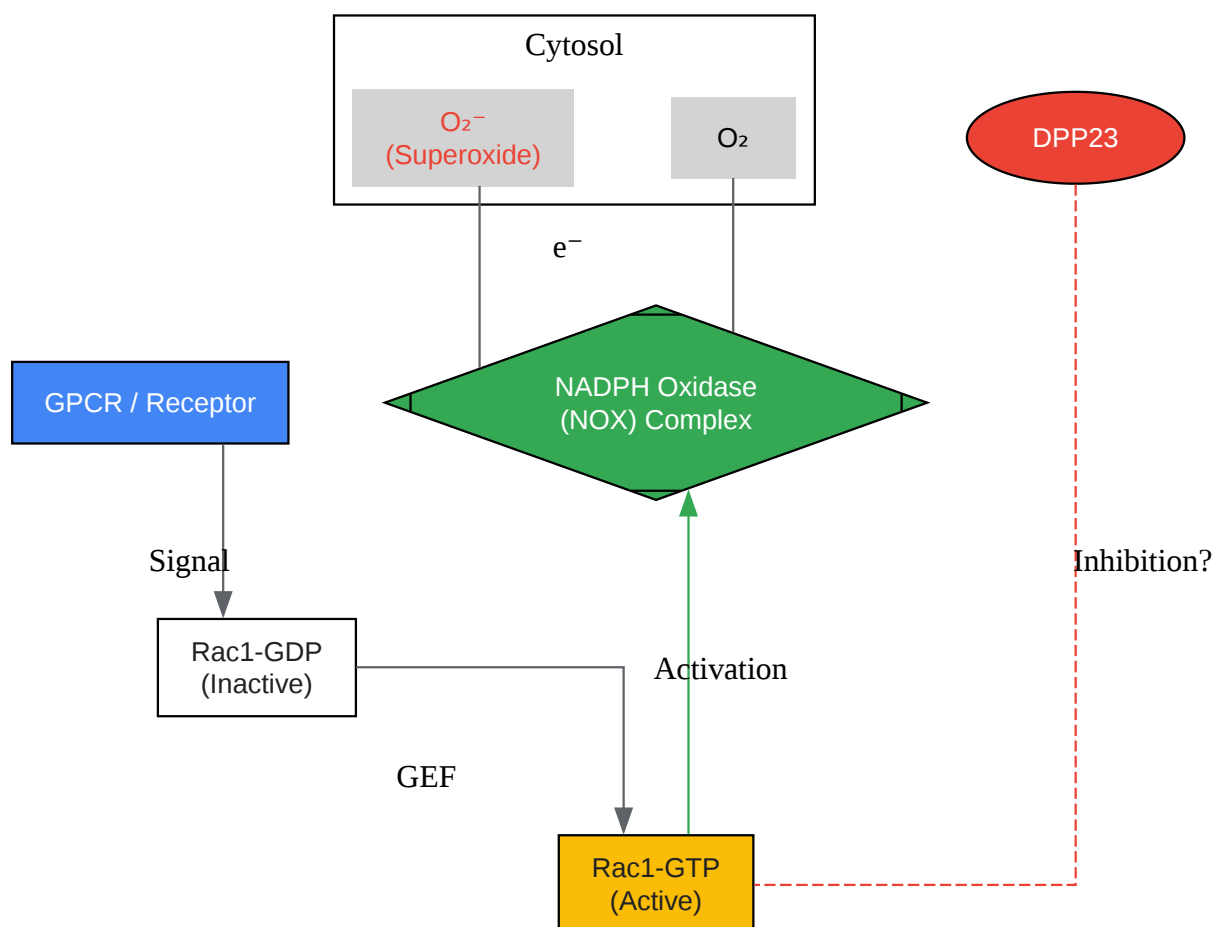 Cytosol
O₂⁻
(Superoxide)
O₂
DPP23
e⁻
NADPH Oxidase
(NOX) Complex
GPCR / Receptor
Signal
Inhibition?
Rac1-GDP
(Inactive)
Activation
GEF
Rac1-GTP
(Active)